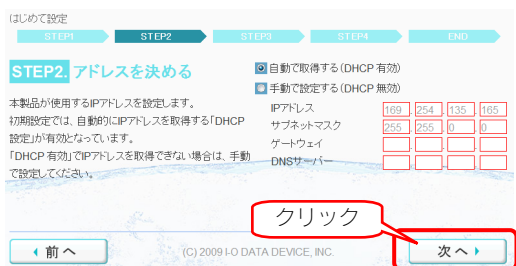 はじめて設定
STEP1 STEP2 STEP3 STEP4 END
STEP2. アドレスを決める
本製品が使用するIPアドレスを設定します。
初期設定では、自動的にIPアドレスを取得する「DHCP
設定」が有効となっています。
「DHCP 有効」でIPアドレスを取得できない場合は、手動
で設定してください。
自動で取得する(DHCP 有効)
手動で設定する(DHCP 無効)
IPアドレス 169 . 254 . 135 . 165
サブネットマスク 255 . 255 . 0 . 0
ゲートウェイ
DNSサーバー
クリック
前へ
(C) 2009 I-O DATA DEVICE, INC.
次へ